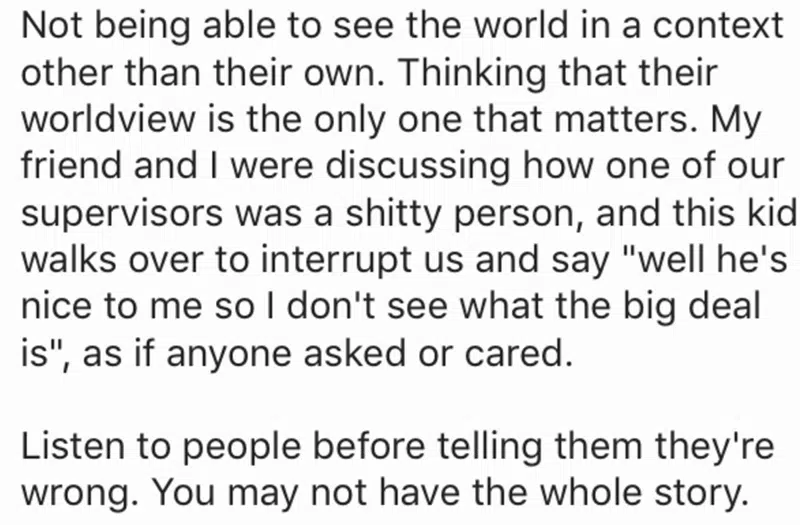 Not being able to see the world in a context
other than their own. Thinking that their
worldview is the only one that matters. My
friend and I were discussing how one of our
supervisors was a shitty person, and this kid
walks over to interrupt us and say "well he's
nice to me so I don't see what the big deal
is", as if anyone asked or cared.
Listen to people before telling them they're
wrong. You may not have the whole story.